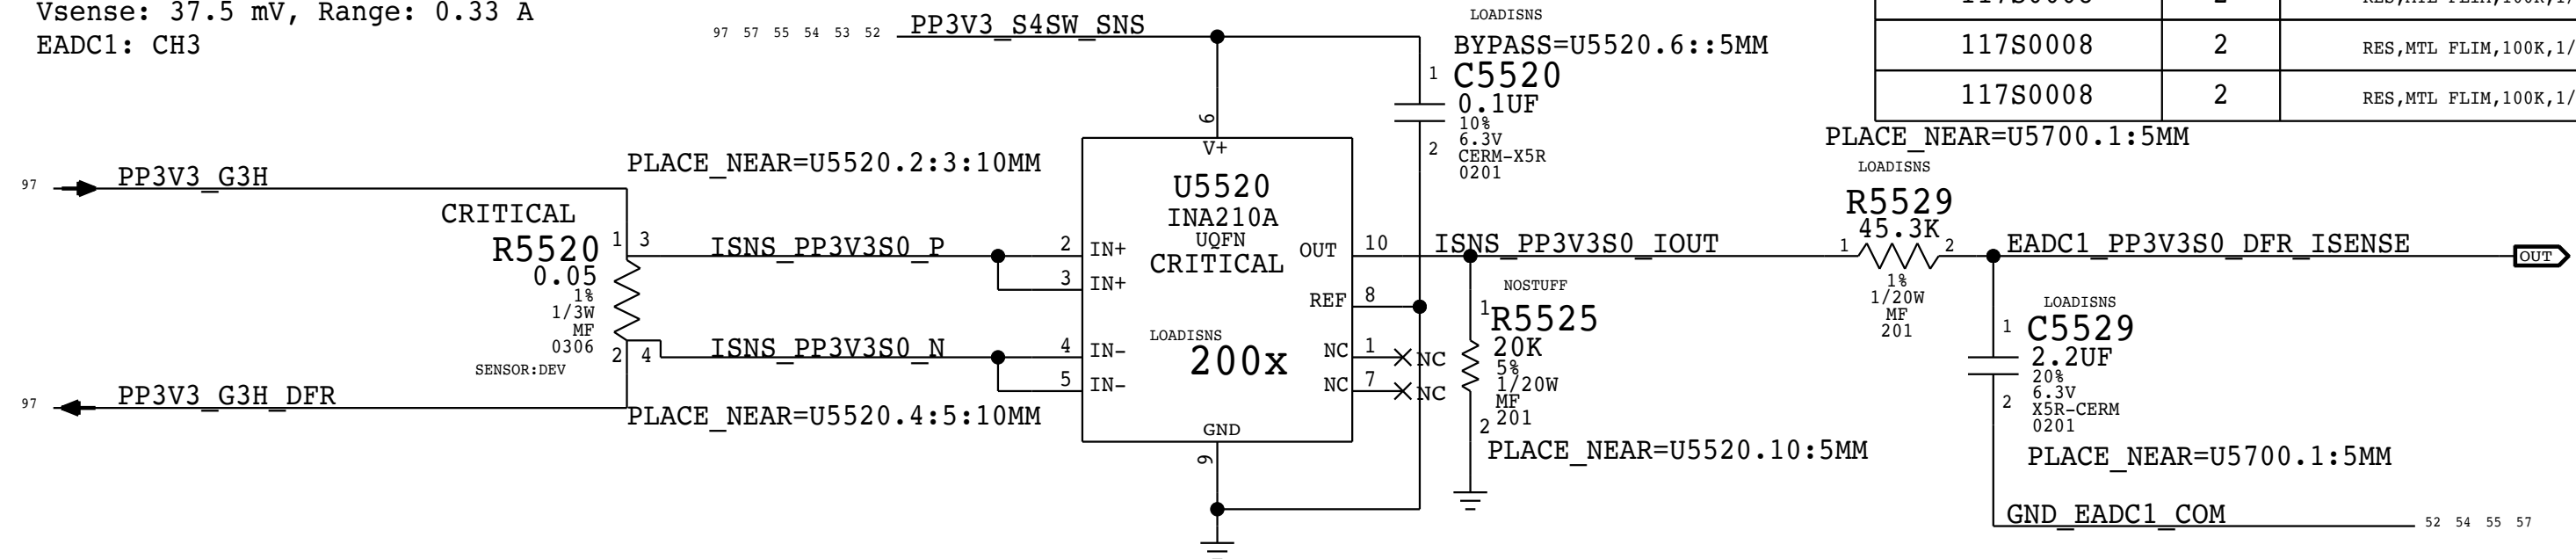 Vsense: 37.5 mV, Range: 0.33 A
EADC1: CH3
97 57 55 54 53 52 PP3V3_S4SW_SNS
LOADISNS
BYPASS=U5520.6::5MM
1 C5520
0.1UF
10%
6.3V
2 CERM-X5R
0201
117S0008 2
117S0008 2 RES,MTL FLIM,100K,1/
117S0008 2 RES,MTL FLIM,100K,1/
PLACE_NEAR=U5700.1:5MM
LOADISNS
R5529
45.3K
1 2
1%
1/20W
MF
201
97 PP3V3_G3H
PLACE_NEAR=U5520.2:3:10MM
CRITICAL
R5520 1 3
0.05
1%
1/3W
MF
0306
2 4
SENSOR:DEV
97 PP3V3_G3H_DFR
PLACE_NEAR=U5520.4:5:10MM
ISNS_PP3V3S0_P
ISNS_PP3V3S0_N
6
V+
U5520
INA210A
UQFN
CRITICAL
LOADISNS
200x
2 IN+
3 IN+
4 IN-
5 IN-
OUT 10
REF 8
NC 1 NC
NC 7 NC
GND
9
ISNS_PP3V3S0_IOUT
NOSTUFF
1 R5525
20K
5%
1/20W
MF
201
2
PLACE_NEAR=U5520.10:5MM
EADC1_PP3V3S0_DFR_ISENSE
OUT
LOADISNS
1 C5529
2.2UF
20%
6.3V
2 X5R-CERM
0201
PLACE_NEAR=U5700.1:5MM
GND_EADC1_COM 52 54 55 57